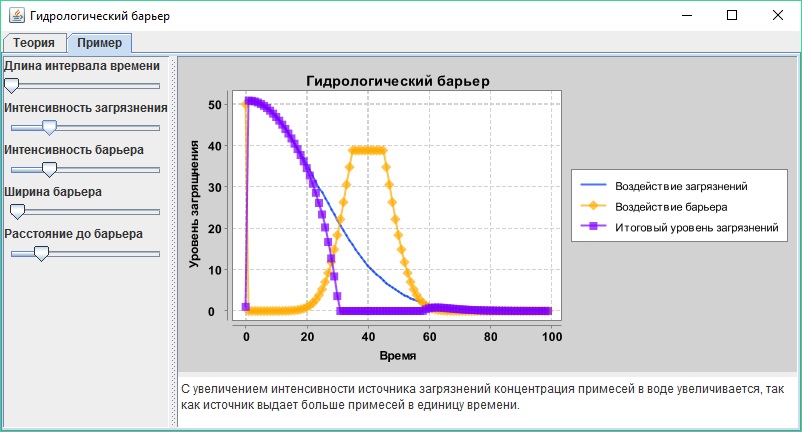 Гидрологический барьер
Теория
Пример
Длина интервала времени
Интенсивность загрязнения
Интенсивность барьера
Ширина барьера
Расстояние до барьера
Гидрологический барьер
Уровень загрящнения
50
40
30
20
10
0
0 20 40 60 80 100
Время
Воздействие загрязнений
Воздействие барьера
Итоговый уровень загрязнений
С увеличением интенсивности источника загрязнений концентрация примесей в воде увеличивается, так
как источник выдает больше примесей в единицу времени.